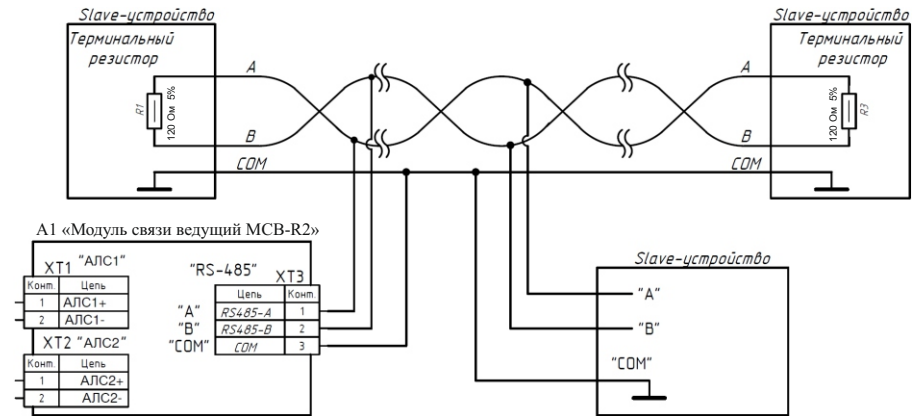 Slave-устройство
Терминальный
резистор
R1
120 Ом 5%
A
B
COM
Slave-устройство
Терминальный
резистор
R3
120 Ом 5%
A
B
COM
А1 «Модуль связи ведущий МСВ-R2»
XT1 "АЛС1"
Конт. Цепь
1 АЛС1+
2 АЛС1-
XT2 "АЛС2"
Конт. Цепь
1 АЛС2+
2 АЛС2-
"RS-485" XT3
Цепь Конт.
"A" RS485-A 1
"B" RS485-B 2
"COM" COM 3
Slave-устройство
"A"
"B"
"COM"